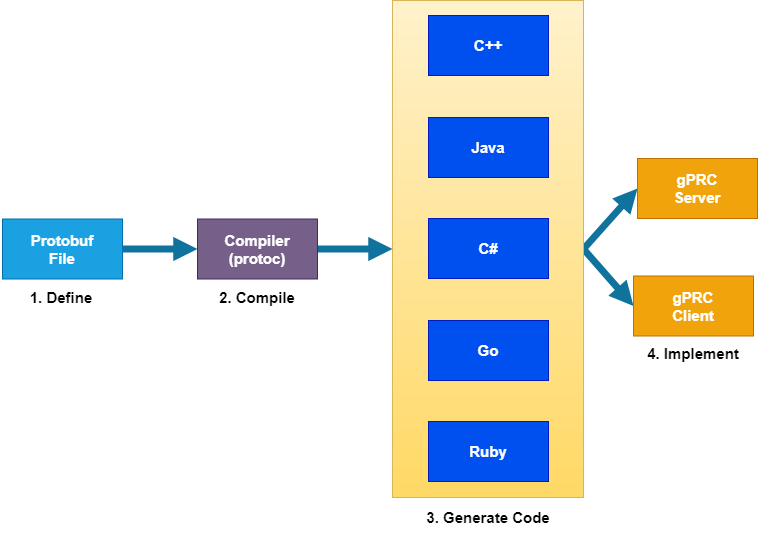 Protobuf
File
1. Define
Compiler
(protoc)
2. Compile
C++
Java
C#
Go
Ruby
3. Generate Code
gPRC
Server
gPRC
Client
4. Implement